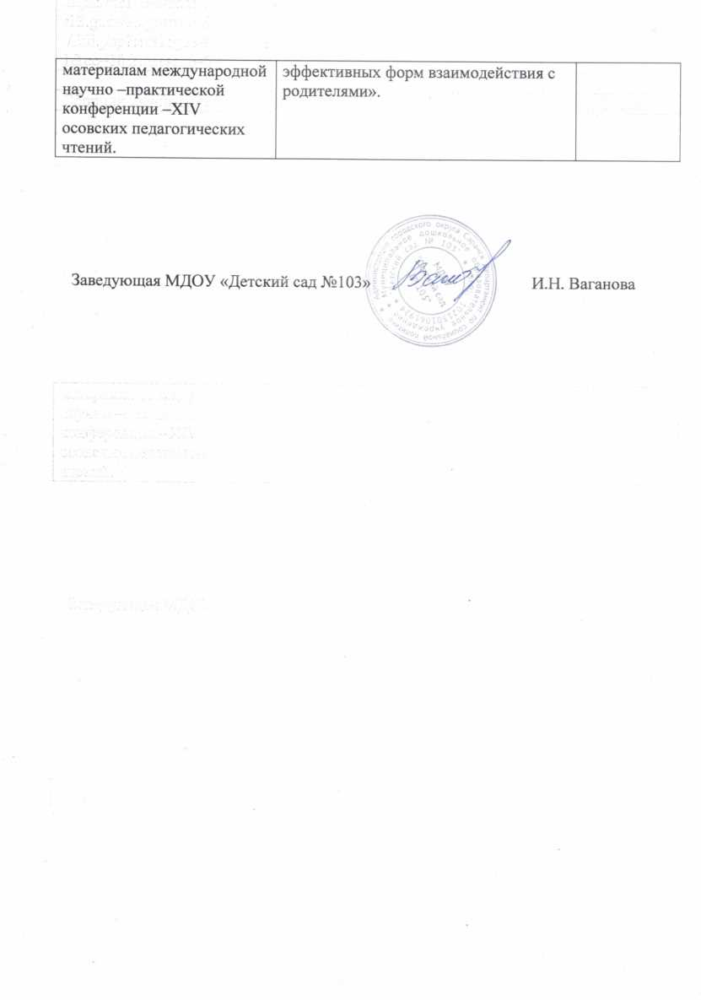 материалам международной
научно –практической
конференции –XIV
осовских педагогических
чтений.
эффективных форм взаимодействия с
родителями».
Заведующая МДОУ «Детский сад №103»
И.Н. Ваганова